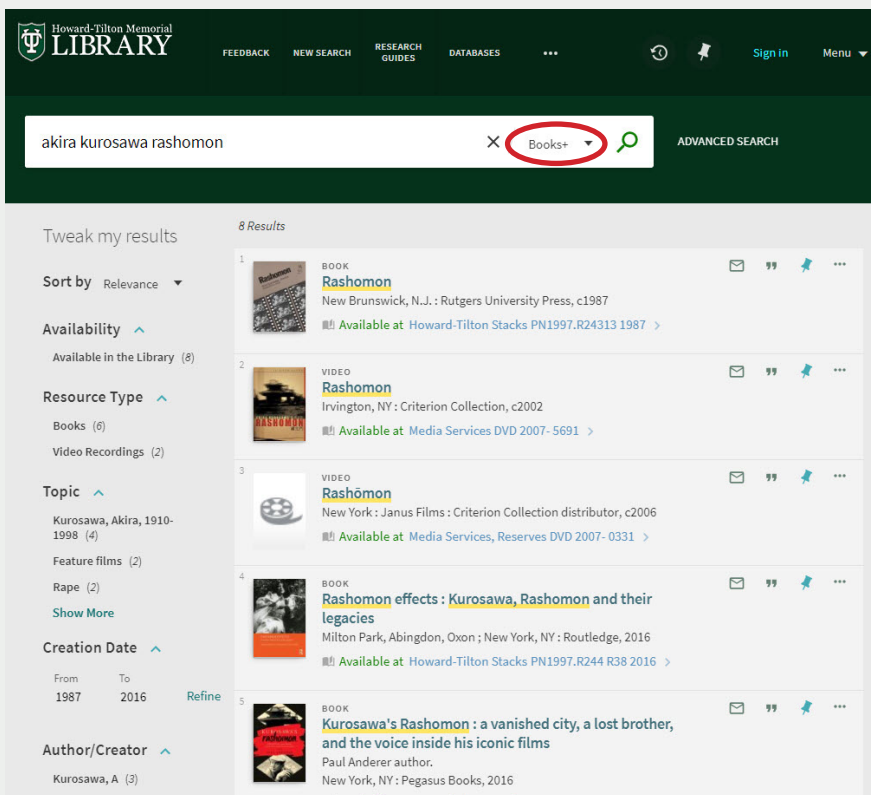 Howard-Tilton Memorial
LIBRARY
FEEDBACK
NEW SEARCH
RESEARCH
GUIDES
DATABASES
•••
Sign in
Menu
akira kurosawa rashomon
Books+
ADVANCED SEARCH
Tweak my results
Sort by Relevance
Availability
Available in the Library (8)
Resource Type
Books (6)
Video Recordings (2)
Topic
Kurosawa, Akira, 1910-
1998 (4)
Feature films (2)
Rape (2)
Show More
Creation Date
From To
1987 2016 Refine
Author/Creator
Kurosawa, A (3)
8 Results
1
Rashomon
BOOK
Rashomon
New Brunswick, N.J. : Rutgers University Press, c1987
Available at Howard-Tilton Stacks PN1997.R24313 1987 >
2
RASHOMON
VIDEO
Rashomon
Irvington, NY : Criterion Collection, c2002
Available at Media Services DVD 2007- 5691 >
3
VIDEO
Rashōmon
New York : Janus Films : Criterion Collection distributor, c2006
Available at Media Services, Reserves DVD 2007- 0331 >
4
BOOK
Rashomon effects : Kurosawa, Rashomon and their
legacies
Milton Park, Abingdon, Oxon ; New York, NY : Routledge, 2016
Available at Howard-Tilton Stacks PN1997.R244 R38 2016 >
5
KUROSAWA'S
rashomon
BOOK
Kurosawa's Rashomon : a vanished city, a lost brother,
and the voice inside his iconic films
Paul Anderer author.
New York, NY : Pegasus Books, 2016